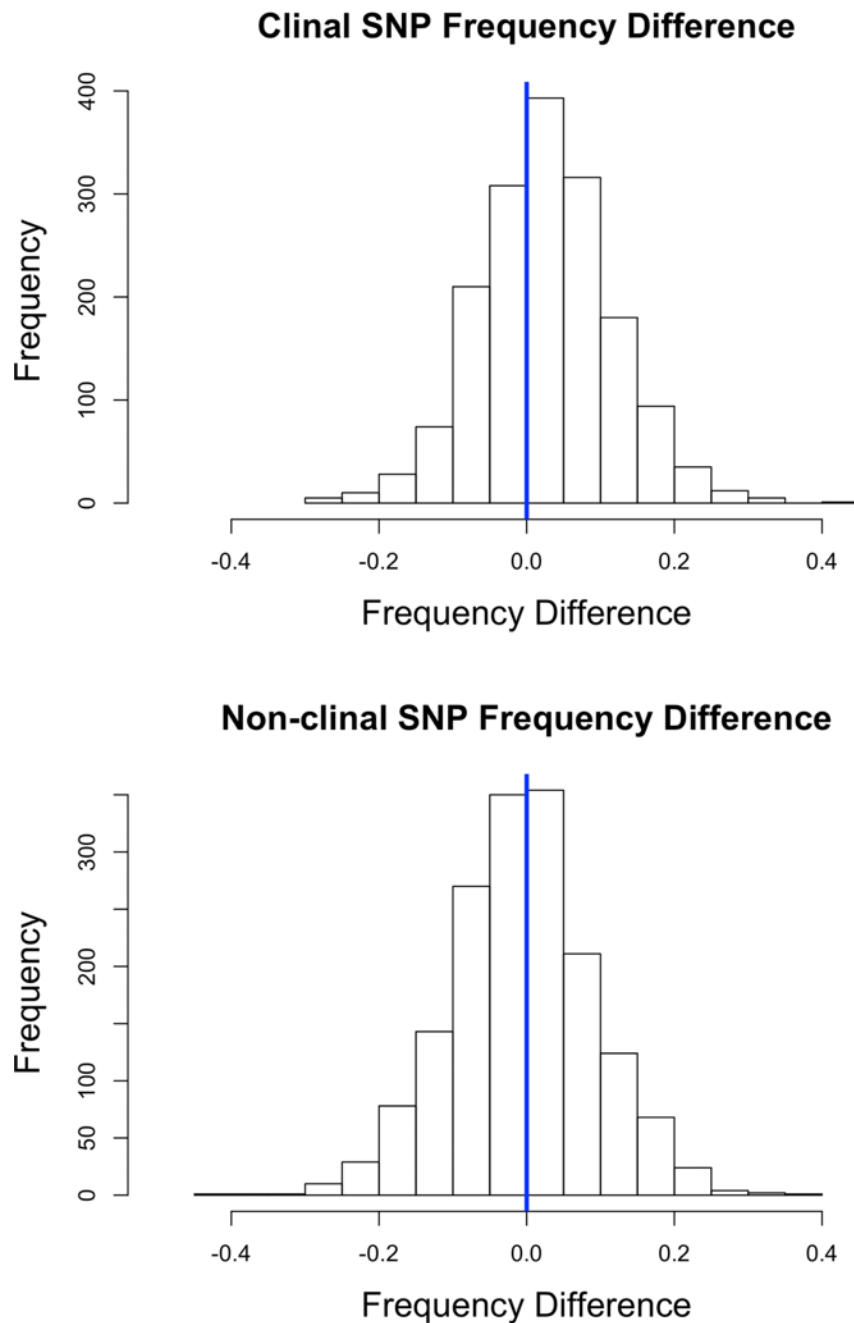 Clinal SNP Frequency Difference
400
300
200
100
0
Frequency
-0.4 -0.2 0.0 0.2 0.4
Frequency Difference
Non-clinal SNP Frequency Difference
300
200
100
50
0
Frequency
-0.4 -0.2 0.0 0.2 0.4
Frequency Difference